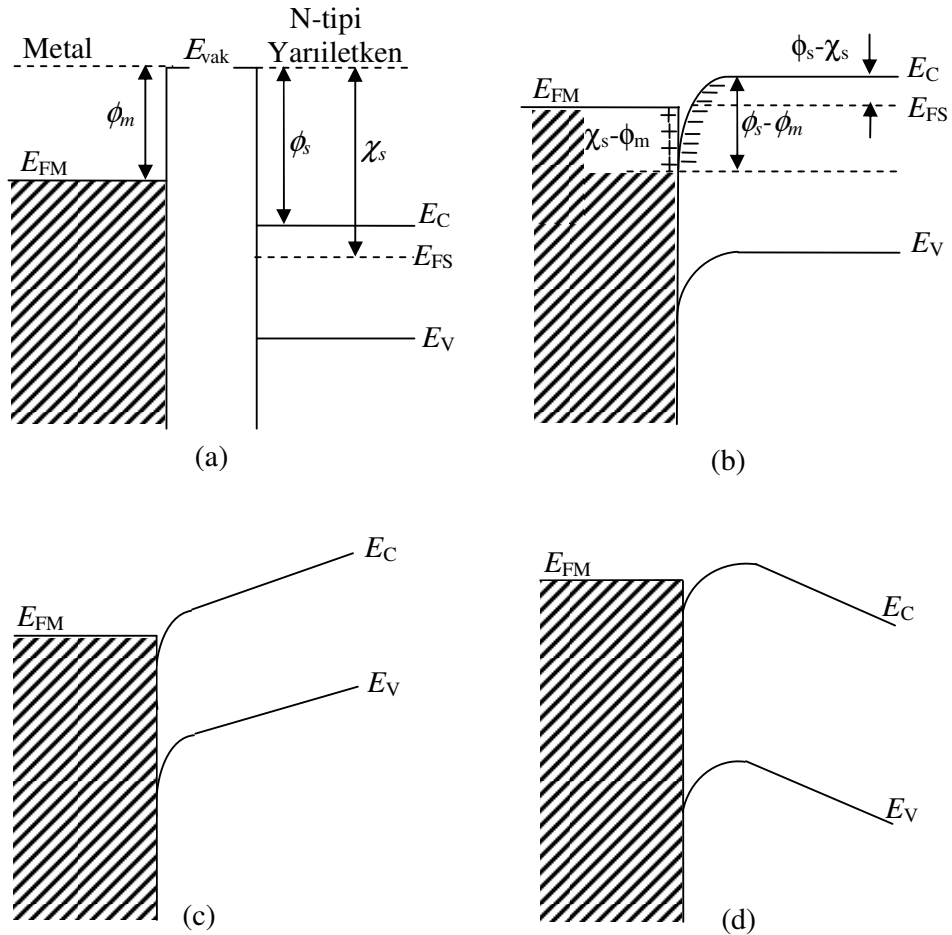 Metal
E_vak
N-tipi
Yarıiletken
ϕ_m
ϕ_s
χ_s
E_FM
E_C
E_FS
E_V
(a)
ϕ_s-χ_s
E_C
E_FM
E_FS
χ_s-ϕ_m
ϕ_s-ϕ_m
E_V
(b)
E_C
E_FM
E_V
(c)
E_FM
E_C
E_V
(d)